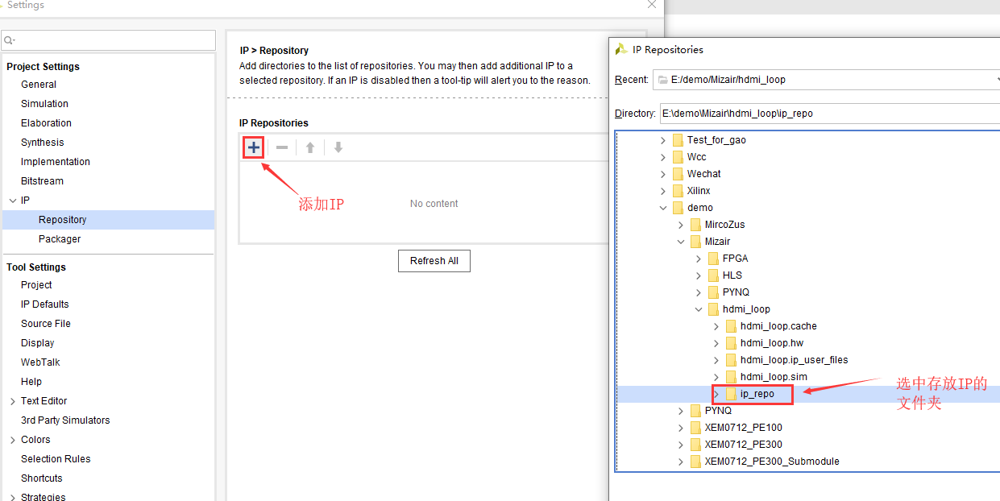 Settings
Project Settings
General
Simulation
Elaboration
Synthesis
Implementation
Bitstream
IP
Repository
Packager
Tool Settings
Project
IP Defaults
Source File
Display
WebTalk
Help
Text Editor
3rd Party Simulators
Colors
Selection Rules
Shortcuts
Strategies
IP > Repository
Add directories to the list of repositories. You may then add additional IP to a
selected repository. If an IP is disabled then a tool-tip will alert you to the reason.
IP Repositories
添加IP
No content
Refresh All
IP Repositories
Recent: E:/demo/Mizair/hdmi_loop
Directory: E:\demo\Mizair\hdmi_loop\ip_repo
Test_for_gao
Wcc
Wechat
Xilinx
demo
MircoZus
Mizair
FPGA
HLS
PYNQ
hdmi_loop
hdmi_loop.cache
hdmi_loop.hw
hdmi_loop.ip_user_files
hdmi_loop.sim
ip_repo
选中存放IP的
文件夹
PYNQ
XEM0712_PE100
XEM0712_PE300
XEM0712_PE300_Submodule